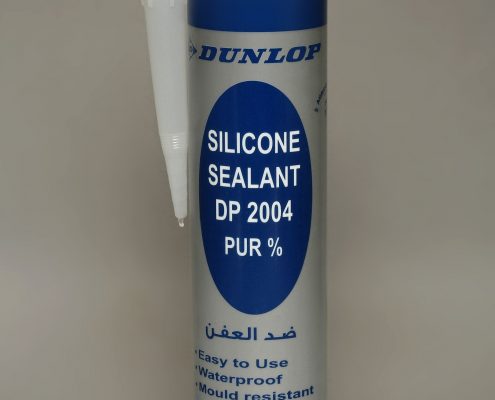 DUNLOP
SILICONE
SEALANT
DP 2004
PUR %
ضد العفن
• Easy to Use
• Waterproof
• Mould resistant